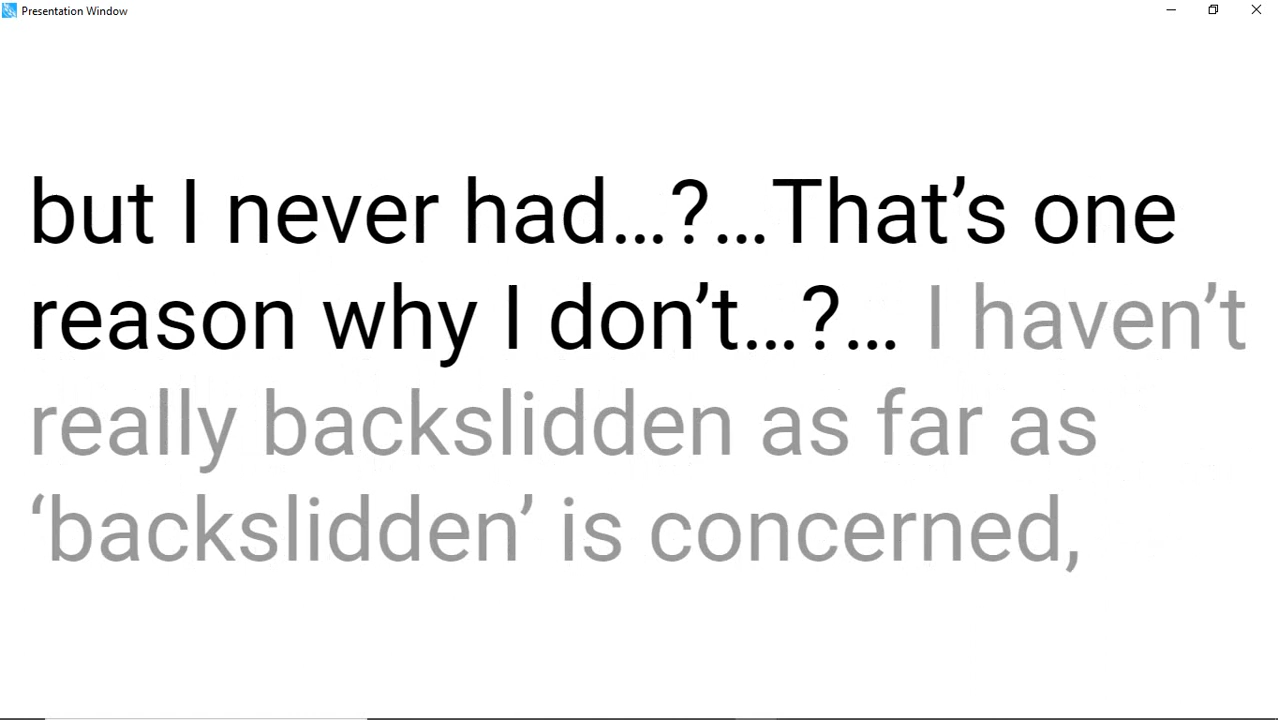 Presentation Window
but I never had…?…That’s one
reason why I don’t…?… I haven’t
really backslidden as far as
‘backslidden’ is concerned,